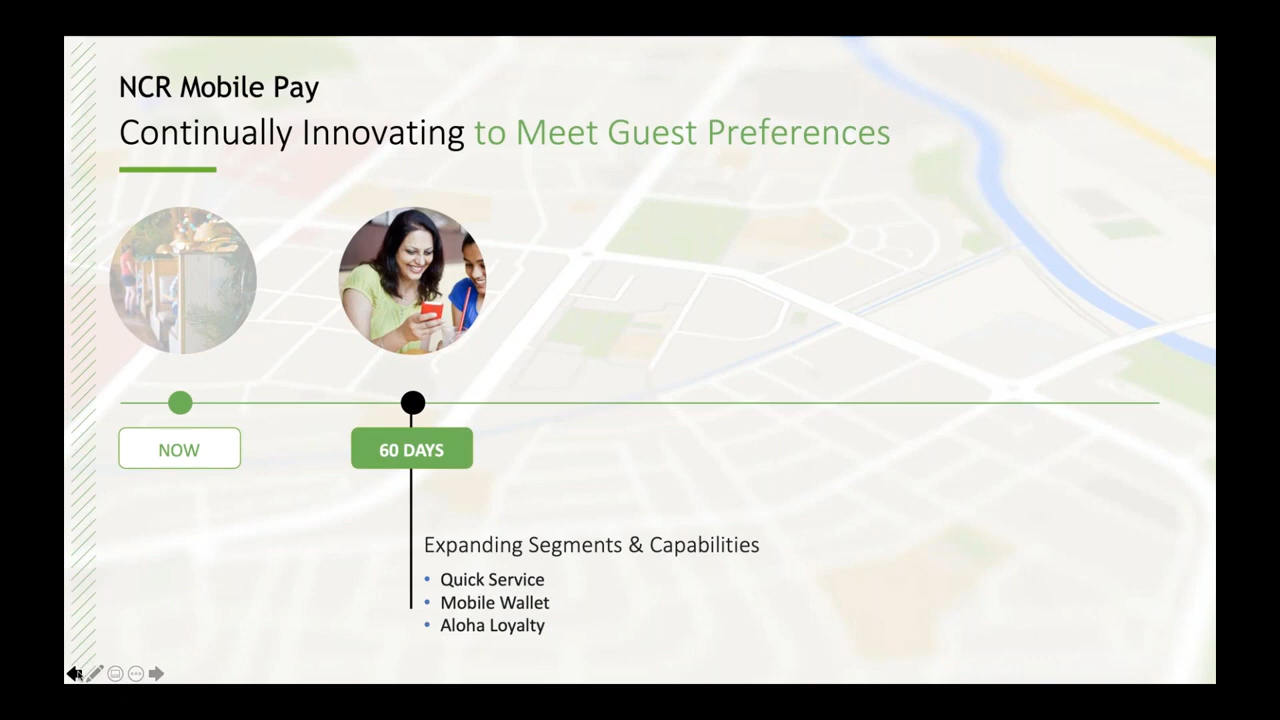 NCR Mobile Pay
Continually Innovating to Meet Guest Preferences
NOW
60 DAYS
Expanding Segments & Capabilities
• Quick Service
• Mobile Wallet
• Aloha Loyalty